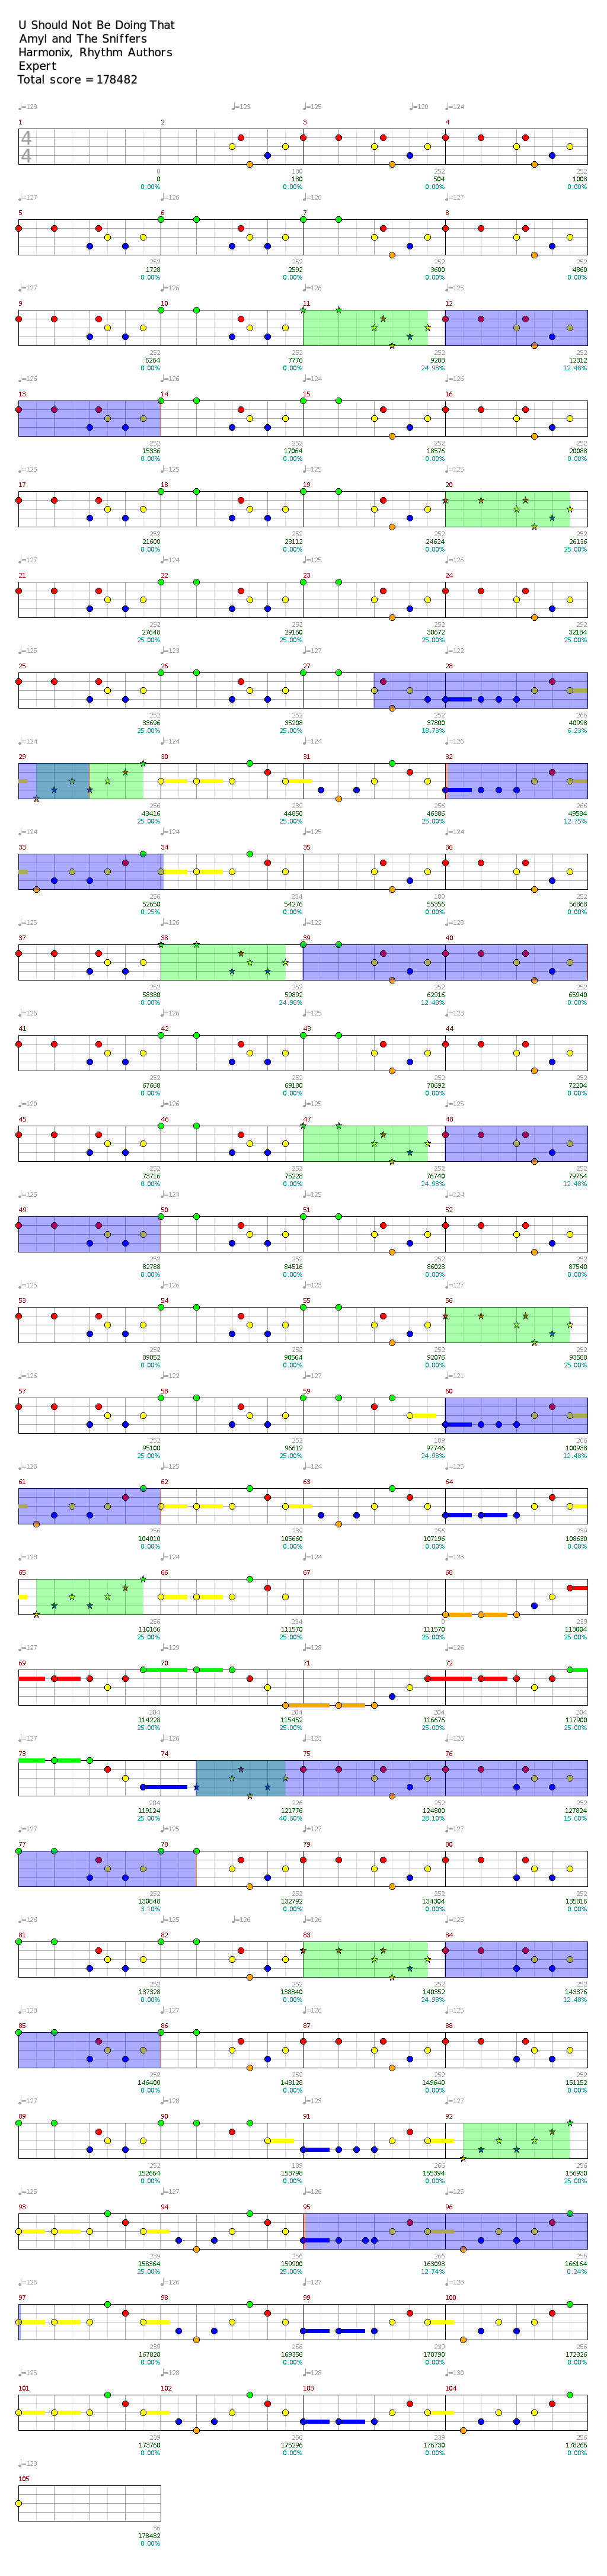 U Should Not Be Doing That
Amyl and The Sniffers
Harmonix, Rhythm Authors
Expert
Total score = 178482
♩=123 ♩=123 ♩=125 ♩=120 ♩=124
1 2 3 4
4
4
0 180 252 252
0 180 504 1008
0.00% 0.00% 0.00% 0.00%
♩=127 ♩=126 ♩=126 ♩=127
5 6 7 8
252 252 252 252
1728 2592 3600 4860
0.00% 0.00% 0.00% 0.00%
♩=127 ♩=126 ♩=126 ♩=125
9 10 11 12
252 252 252 252
6264 7776 9288 12312
0.00% 0.00% 24.98% 12.48%
♩=126 ♩=126 ♩=124 ♩=126
13 14 15 16
252 252 252 252
15336 17064 18576 20088
0.00% 0.00% 0.00% 0.00%
♩=125 ♩=125 ♩=125 ♩=125
17 18 19 20
252 252 252 252
21600 23112 24624 26136
0.00% 0.00% 0.00% 25.00%
♩=127 ♩=124 ♩=125 ♩=124
21 22 23 24
252 252 252 252
27648 29160 30672 32184
25.00% 25.00% 25.00% 25.00%
♩=125 ♩=123 ♩=127 ♩=122
25 26 27 28
252 252 252 266
33696 35208 37800 40998
25.00% 25.00% 18.73% 6.23%
♩=124 ♩=124 ♩=124 ♩=126
29 30 31 32
256 239 256 266
43416 44850 46386 49584
25.00% 25.00% 25.00% 12.75%
♩=124 ♩=124 ♩=124
33 34 35 36
256 234 180 252
52650 54276 55356 56868
0.25% 0.00% 0.00% 0.00%
♩=125 ♩=126 ♩=122 ♩=128
37 38 39 40
252 252 252 252
58380 59892 62916 65940
0.00% 24.98% 12.48% 0.00%
♩=126 ♩=126 ♩=125 ♩=123
41 42 43 44
252 252 252 252
67668 69180 70692 72204
0.00% 0.00% 0.00% 0.00%
♩=120 ♩=126 ♩=125 ♩=125
45 46 47 48
252 252 252 252
73716 75228 76740 79764
0.00% 0.00% 24.98% 12.48%
♩=125 ♩=123 ♩=125 ♩=124
49 50 51 52
252 252 252 252
82788 84516 86028 87540
0.00% 0.00% 0.00% 0.00%
♩=125 ♩=126 ♩=123 ♩=127
53 54 55 56
252 252 252 252
89052 90564 92076 93588
0.00% 0.00% 0.00% 25.00%
♩=126 ♩=122 ♩=127 ♩=121
57 58 59 60
252 252 189 266
95100 96612 97746 100938
25.00% 25.00% 24.98% 12.48%
♩=126 ♩=125 ♩=124 ♩=125
61 62 63 64
256 239 256 239
104010 105660 107196 108630
0.00% 0.00% 0.00% 0.00%
♩=123 ♩=124 ♩=124 ♩=128
65 66 67 68
256 234 0 239
110166 111570 111570 113004
25.00% 25.00% 25.00% 25.00%
♩=127 ♩=129 ♩=128 ♩=126
69 70 71 72
204 204 204 204
114228 115452 116676 117900
25.00% 25.00% 25.00% 25.00%
♩=127 ♩=126 ♩=125 ♩=126
73 74 75 76
204 226 252 252
119124 121776 124800 127824
25.00% 40.60% 28.10% 15.60%
♩=127 ♩=125 ♩=127 ♩=127
77 78 79 80
252 252 252 252
130848 132792 134304 135816
3.10% 0.00% 0.00% 0.00%
♩=126 ♩=125 ♩=126 ♩=126 ♩=125
81 82 83 84
252 252 252 252
137328 138840 140352 143376
0.00% 0.00% 24.98% 12.48%
♩=128 ♩=127 ♩=126 ♩=125
85 86 87 88
252 252 252 252
146400 148128 149640 151152
0.00% 0.00% 0.00% 0.00%
♩=127 ♩=128 ♩=123 ♩=127
89 90 91 92
252 189 266 256
152664 153798 155394 156930
0.00% 0.00% 0.00% 25.00%
♩=125 ♩=127 ♩=126 ♩=125
93 94 95 96
239 256 266 256
158364 159900 163098 166164
25.00% 25.00% 12.74% 0.24%
♩=126 ♩=126 ♩=127 ♩=128
97 98 99 100
239 256 239 256
167820 169356 170790 172326
0.00% 0.00% 0.00% 0.00%
♩=125 ♩=128 ♩=128 ♩=130
101 102 103 104
239 256 239 256
173760 175296 176730 178266
0.00% 0.00% 0.00% 0.00%
♩=123
105
36
178482
0.00%